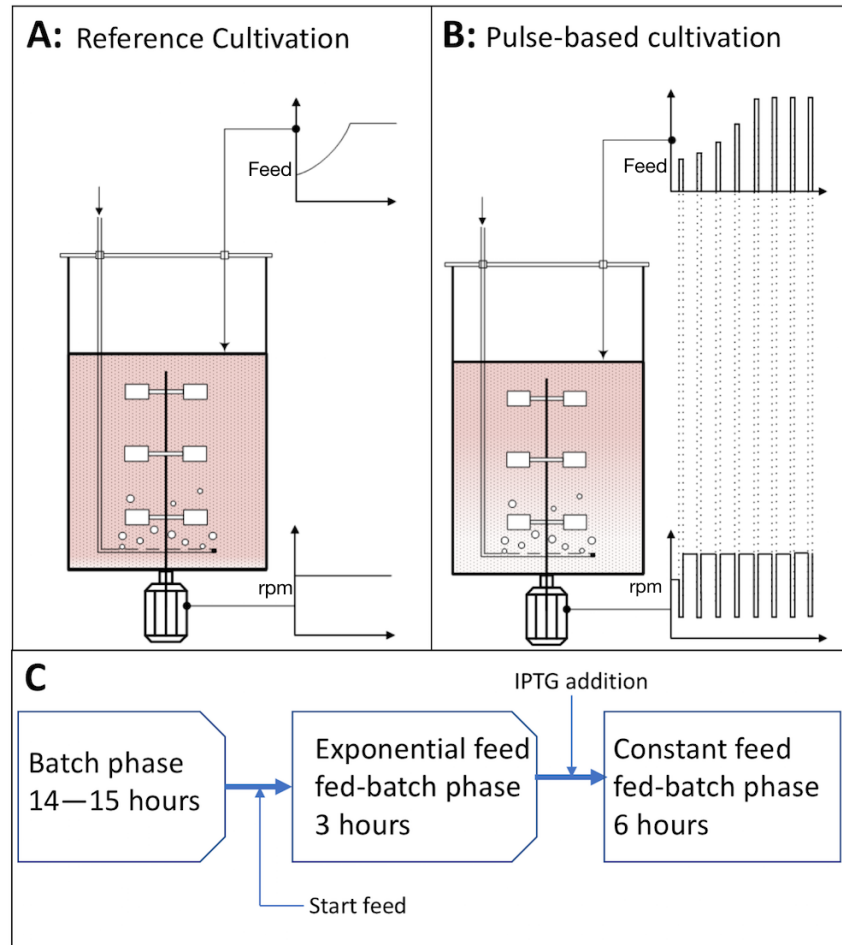 A: Reference Cultivation
Feed
rpm
B: Pulse-based cultivation
Feed
rpm
C
IPTG addition
Batch phase
14—15 hours
Exponential feed
fed-batch phase
3 hours
Constant feed
fed-batch phase
6 hours
Start feed